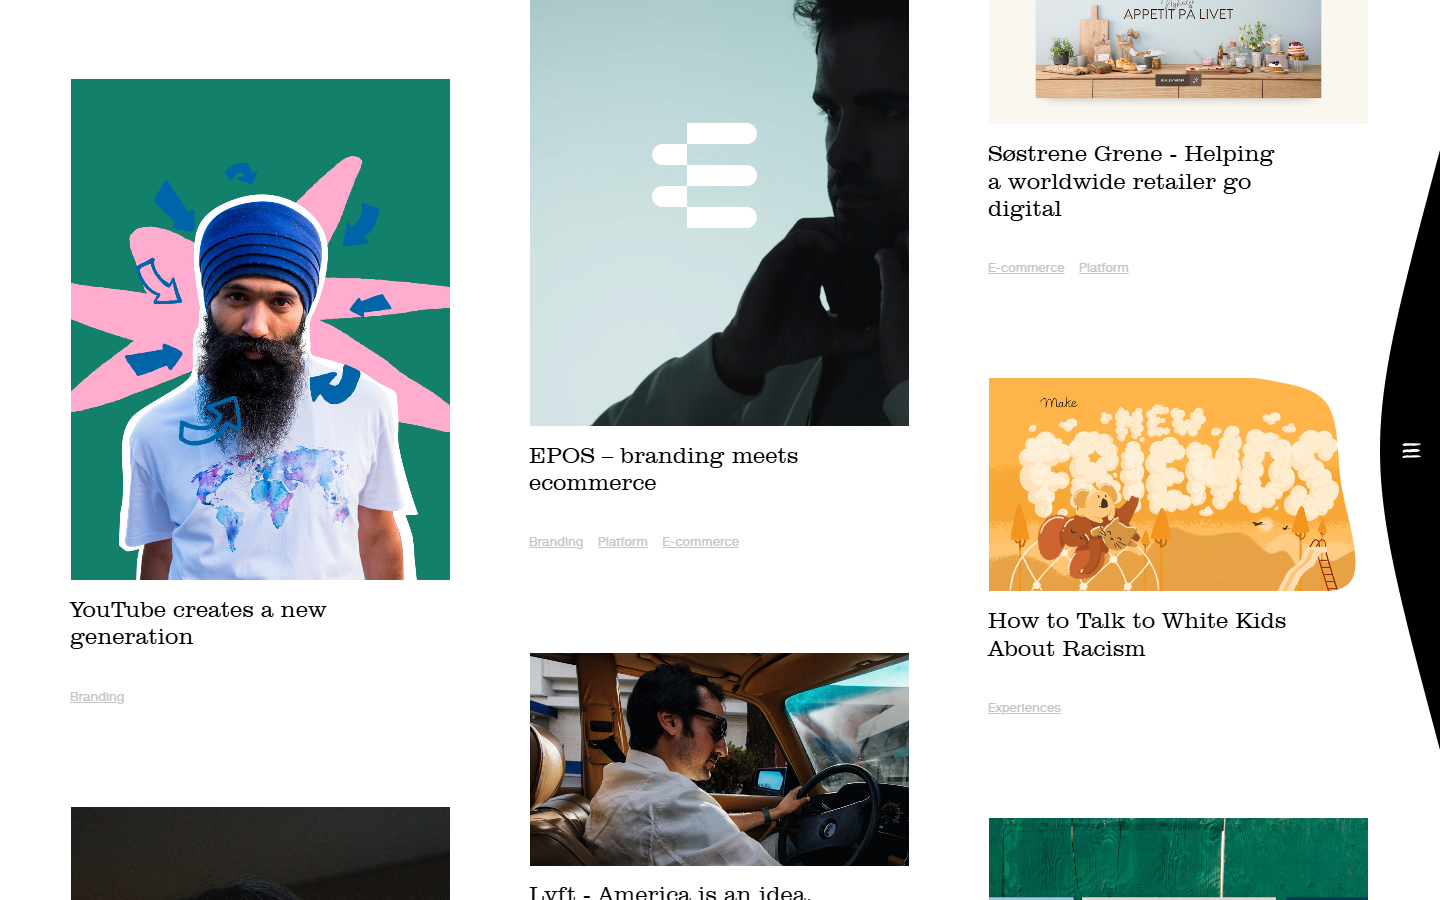 APPETIT PÅ LIVET
Søstrene Grene - Helping
a worldwide retailer go
digital
E-commerce Platform
EPOS – branding meets
ecommerce
Branding Platform E-commerce
Make
NEW
FRIENDS
YouTube creates a new
generation
Branding
How to Talk to White Kids
About Racism
Experiences
Lyft - America is an idea,